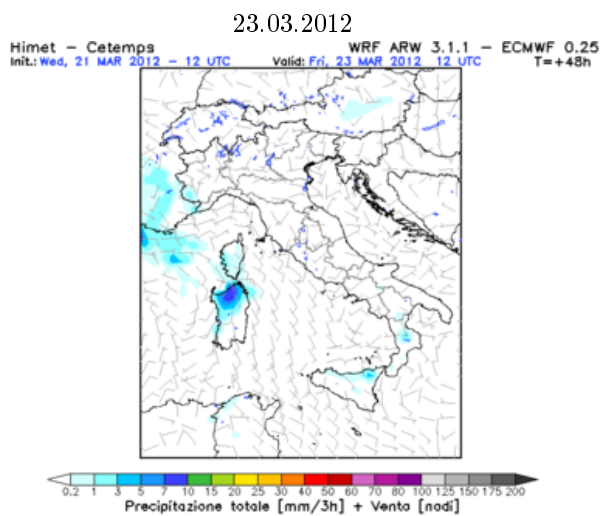 23.03.2012
Himet – Cetemps WRF ARW 3.1.1 – ECMWF 0.25
Init.: Wed, 21 MAR 2012 – 12 UTC Valid: Fri, 23 MAR 2012 12 UTC T=+48h
0.2 1 3 5 7 10 15 20 25 30 40 50 60 70 80 100 125 150 175 200
Precipitazione totale [mm/3h] + Vento [nodi]